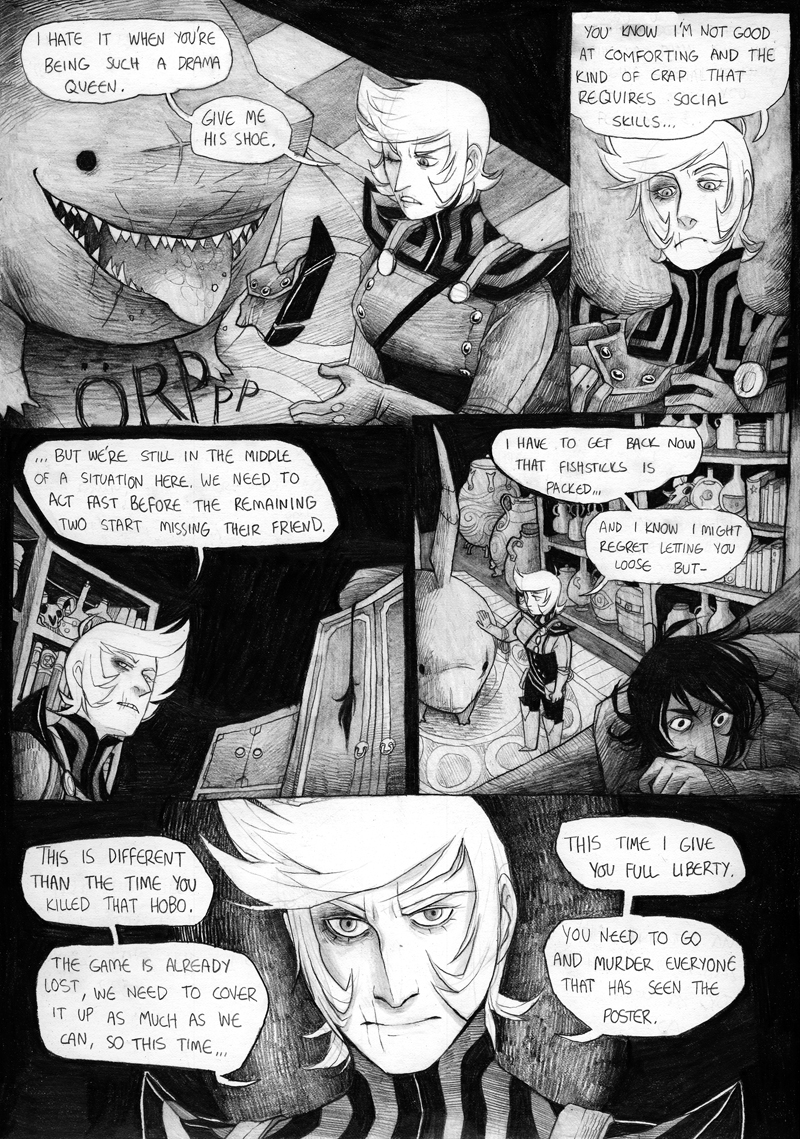 I HATE IT WHEN YOU'RE
BEING SUCH A DRAMA
QUEEN.
GIVE ME
HIS SHOE.
ÖRPPPP
YOU KNOW I'M NOT GOOD
AT COMFORTING AND THE
KIND OF CRAP THAT
REQUIRES SOCIAL
SKILLS...
... BUT WE'RE STILL IN THE MIDDLE
OF A SITUATION HERE. WE NEED TO
ACT FAST BEFORE THE REMAINING
TWO START MISSING THEIR FRIEND.
I HAVE TO GET BACK NOW
THAT FISHSTICKS IS
PACKED...
AND I KNOW I MIGHT
REGRET LETTING YOU
LOOSE BUT-
THIS IS DIFFERENT
THAN THE TIME YOU
KILLED THAT HOBO.
THE GAME IS ALREADY
LOST, WE NEED TO COVER
IT UP AS MUCH AS WE
CAN, SO THIS TIME...
THIS TIME I GIVE
YOU FULL LIBERTY.
YOU NEED TO GO
AND MURDER EVERYONE
THAT HAS SEEN THE
POSTER.